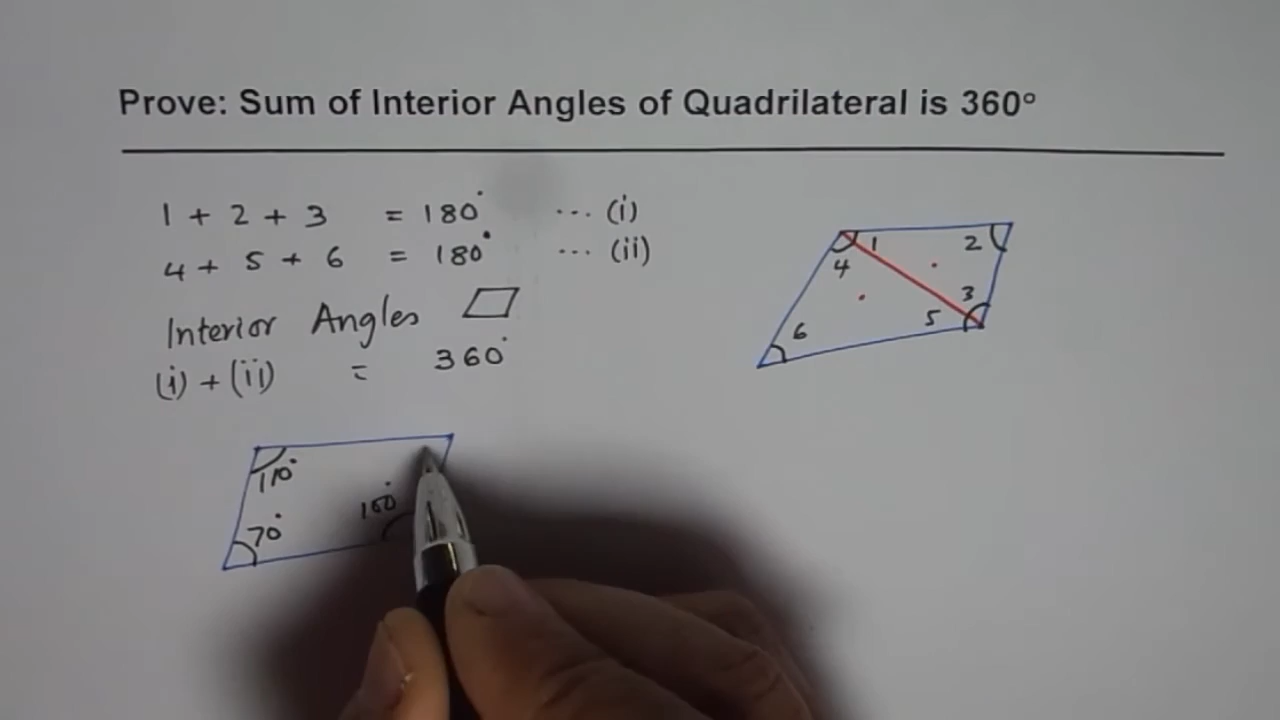 Prove: Sum of Interior Angles of Quadrilateral is 360°
1 + 2 + 3 = 180° ... (i)
4 + 5 + 6 = 180° ... (ii)
Interior Angles
(i) + (ii) = 360°
1 2
4
3
6 5
110°
100°
70°